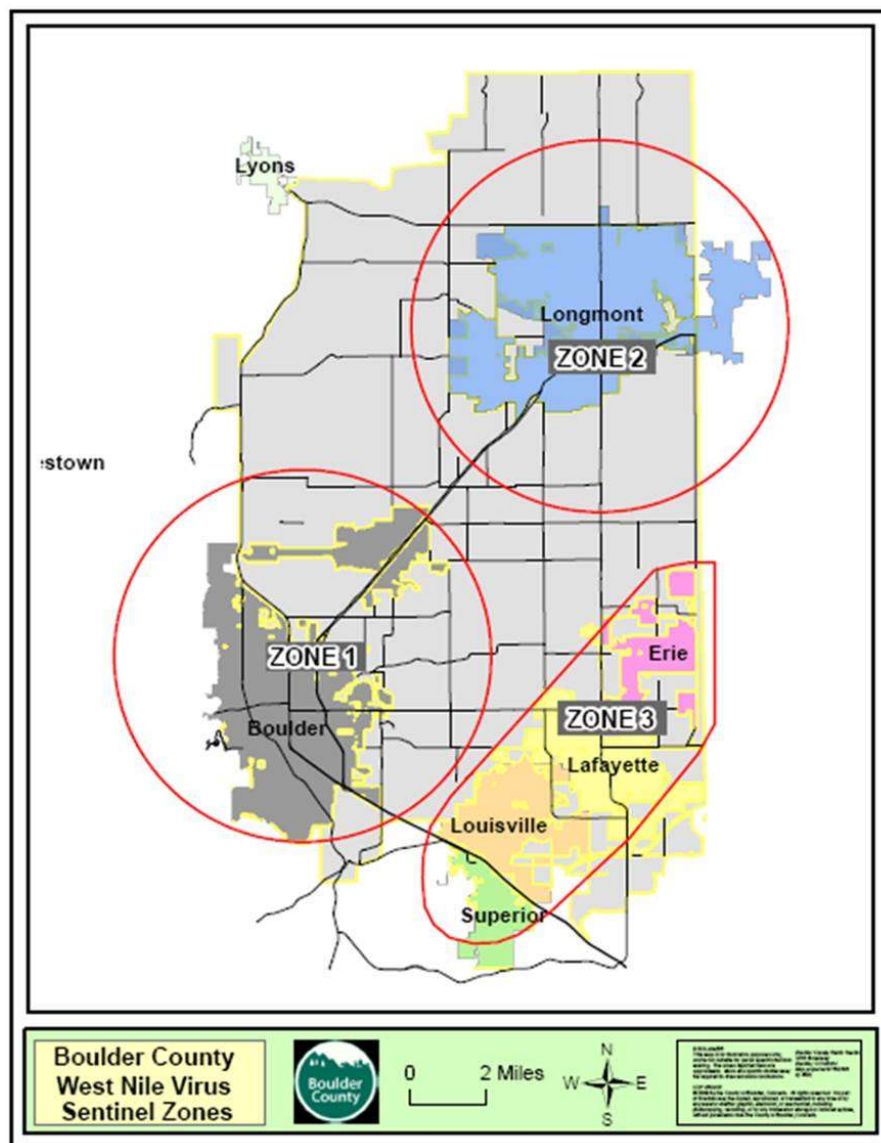 Lyons
Longmont
ZONE 2
stown
ZONE 1
Erie
Boulder
ZONE 3
Lafayette
Louisville
Superior
Boulder County
West Nile Virus
Sentinel Zones
Boulder
County
0 2 Miles
N
W E
S